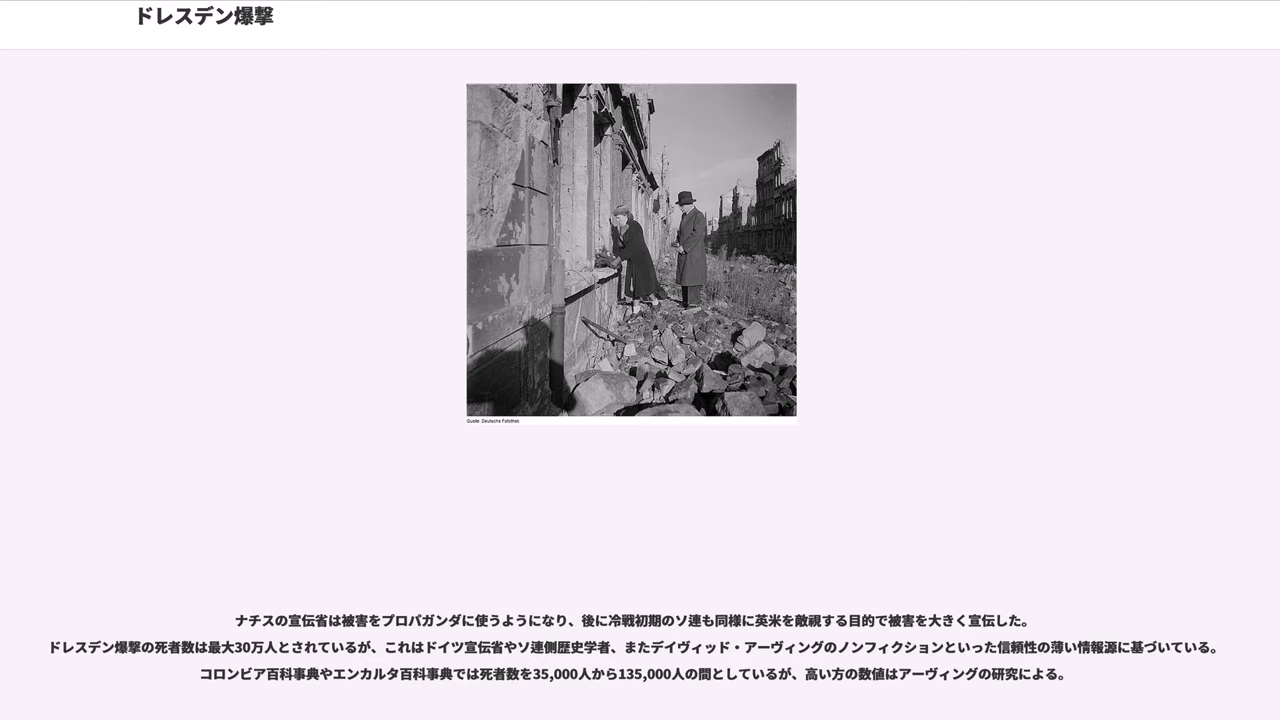 ドレスデン爆撃
Quelle: Deutsche Fotothek
ナチスの宣伝省は被害をプロパガンダに使うようになり、後に冷戦初期のソ連も同様に英米を敵視する目的で被害を大きく宣伝した。
ドレスデン爆撃の死者数は最大30万人とされているが、これはドイツ宣伝省やソ連側歴史学者、またデイヴィッド・アーヴィングのノンフィクションといった信頼性の薄い情報源に基づいている。
コロンビア百科事典やエンカルタ百科事典では死者数を35,000人から135,000人の間としているが、高い方の数値はアーヴィングの研究による。